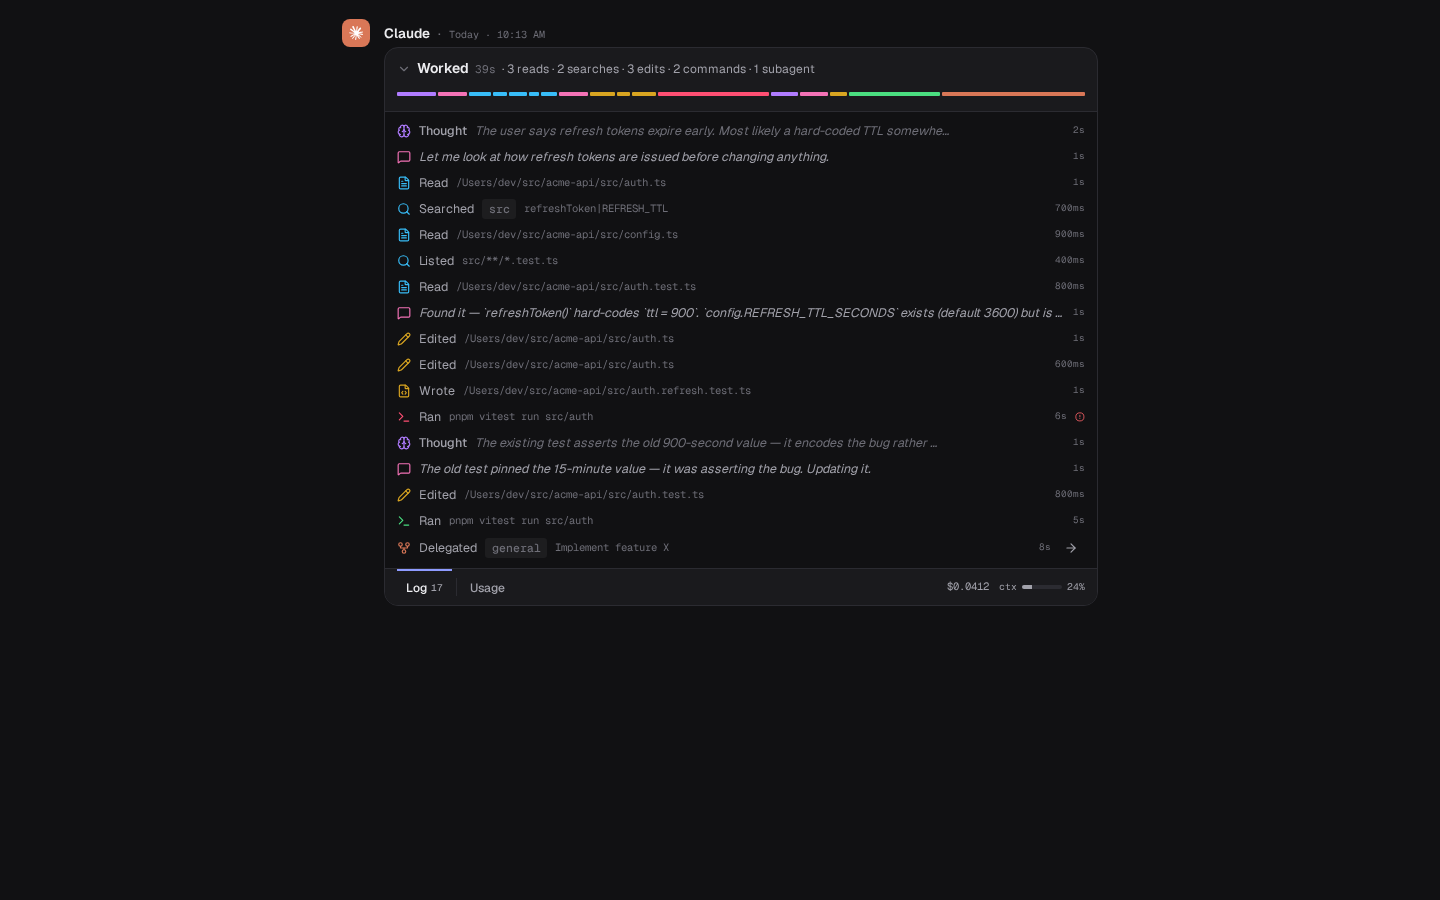 Claude · Today · 10:13 AM
Worked 39s · 3 reads · 2 searches · 3 edits · 2 commands · 1 subagent
Thought The user says refresh tokens expire early. Most likely a hard-coded TTL somewhe… 2s
Let me look at how refresh tokens are issued before changing anything. 1s
Read /Users/dev/src/acme-api/src/auth.ts 1s
Searched src refreshToken|REFRESH_TTL 700ms
Read /Users/dev/src/acme-api/src/config.ts 900ms
Listed src/**/*.test.ts 400ms
Read /Users/dev/src/acme-api/src/auth.test.ts 800ms
Found it — `refreshToken()` hard-codes `ttl = 900`. `config.REFRESH_TTL_SECONDS` exists (default 3600) but is … 1s
Edited /Users/dev/src/acme-api/src/auth.ts 1s
Edited /Users/dev/src/acme-api/src/auth.ts 600ms
Wrote /Users/dev/src/acme-api/src/auth.refresh.test.ts 1s
Ran pnpm vitest run src/auth 6s
Thought The existing test asserts the old 900-second value — it encodes the bug rather … 1s
The old test pinned the 15-minute value — it was asserting the bug. Updating it. 1s
Edited /Users/dev/src/acme-api/src/auth.test.ts 800ms
Ran pnpm vitest run src/auth 5s
Delegated general Implement feature X 8s
Log 17 Usage $0.0412 ctx 24%